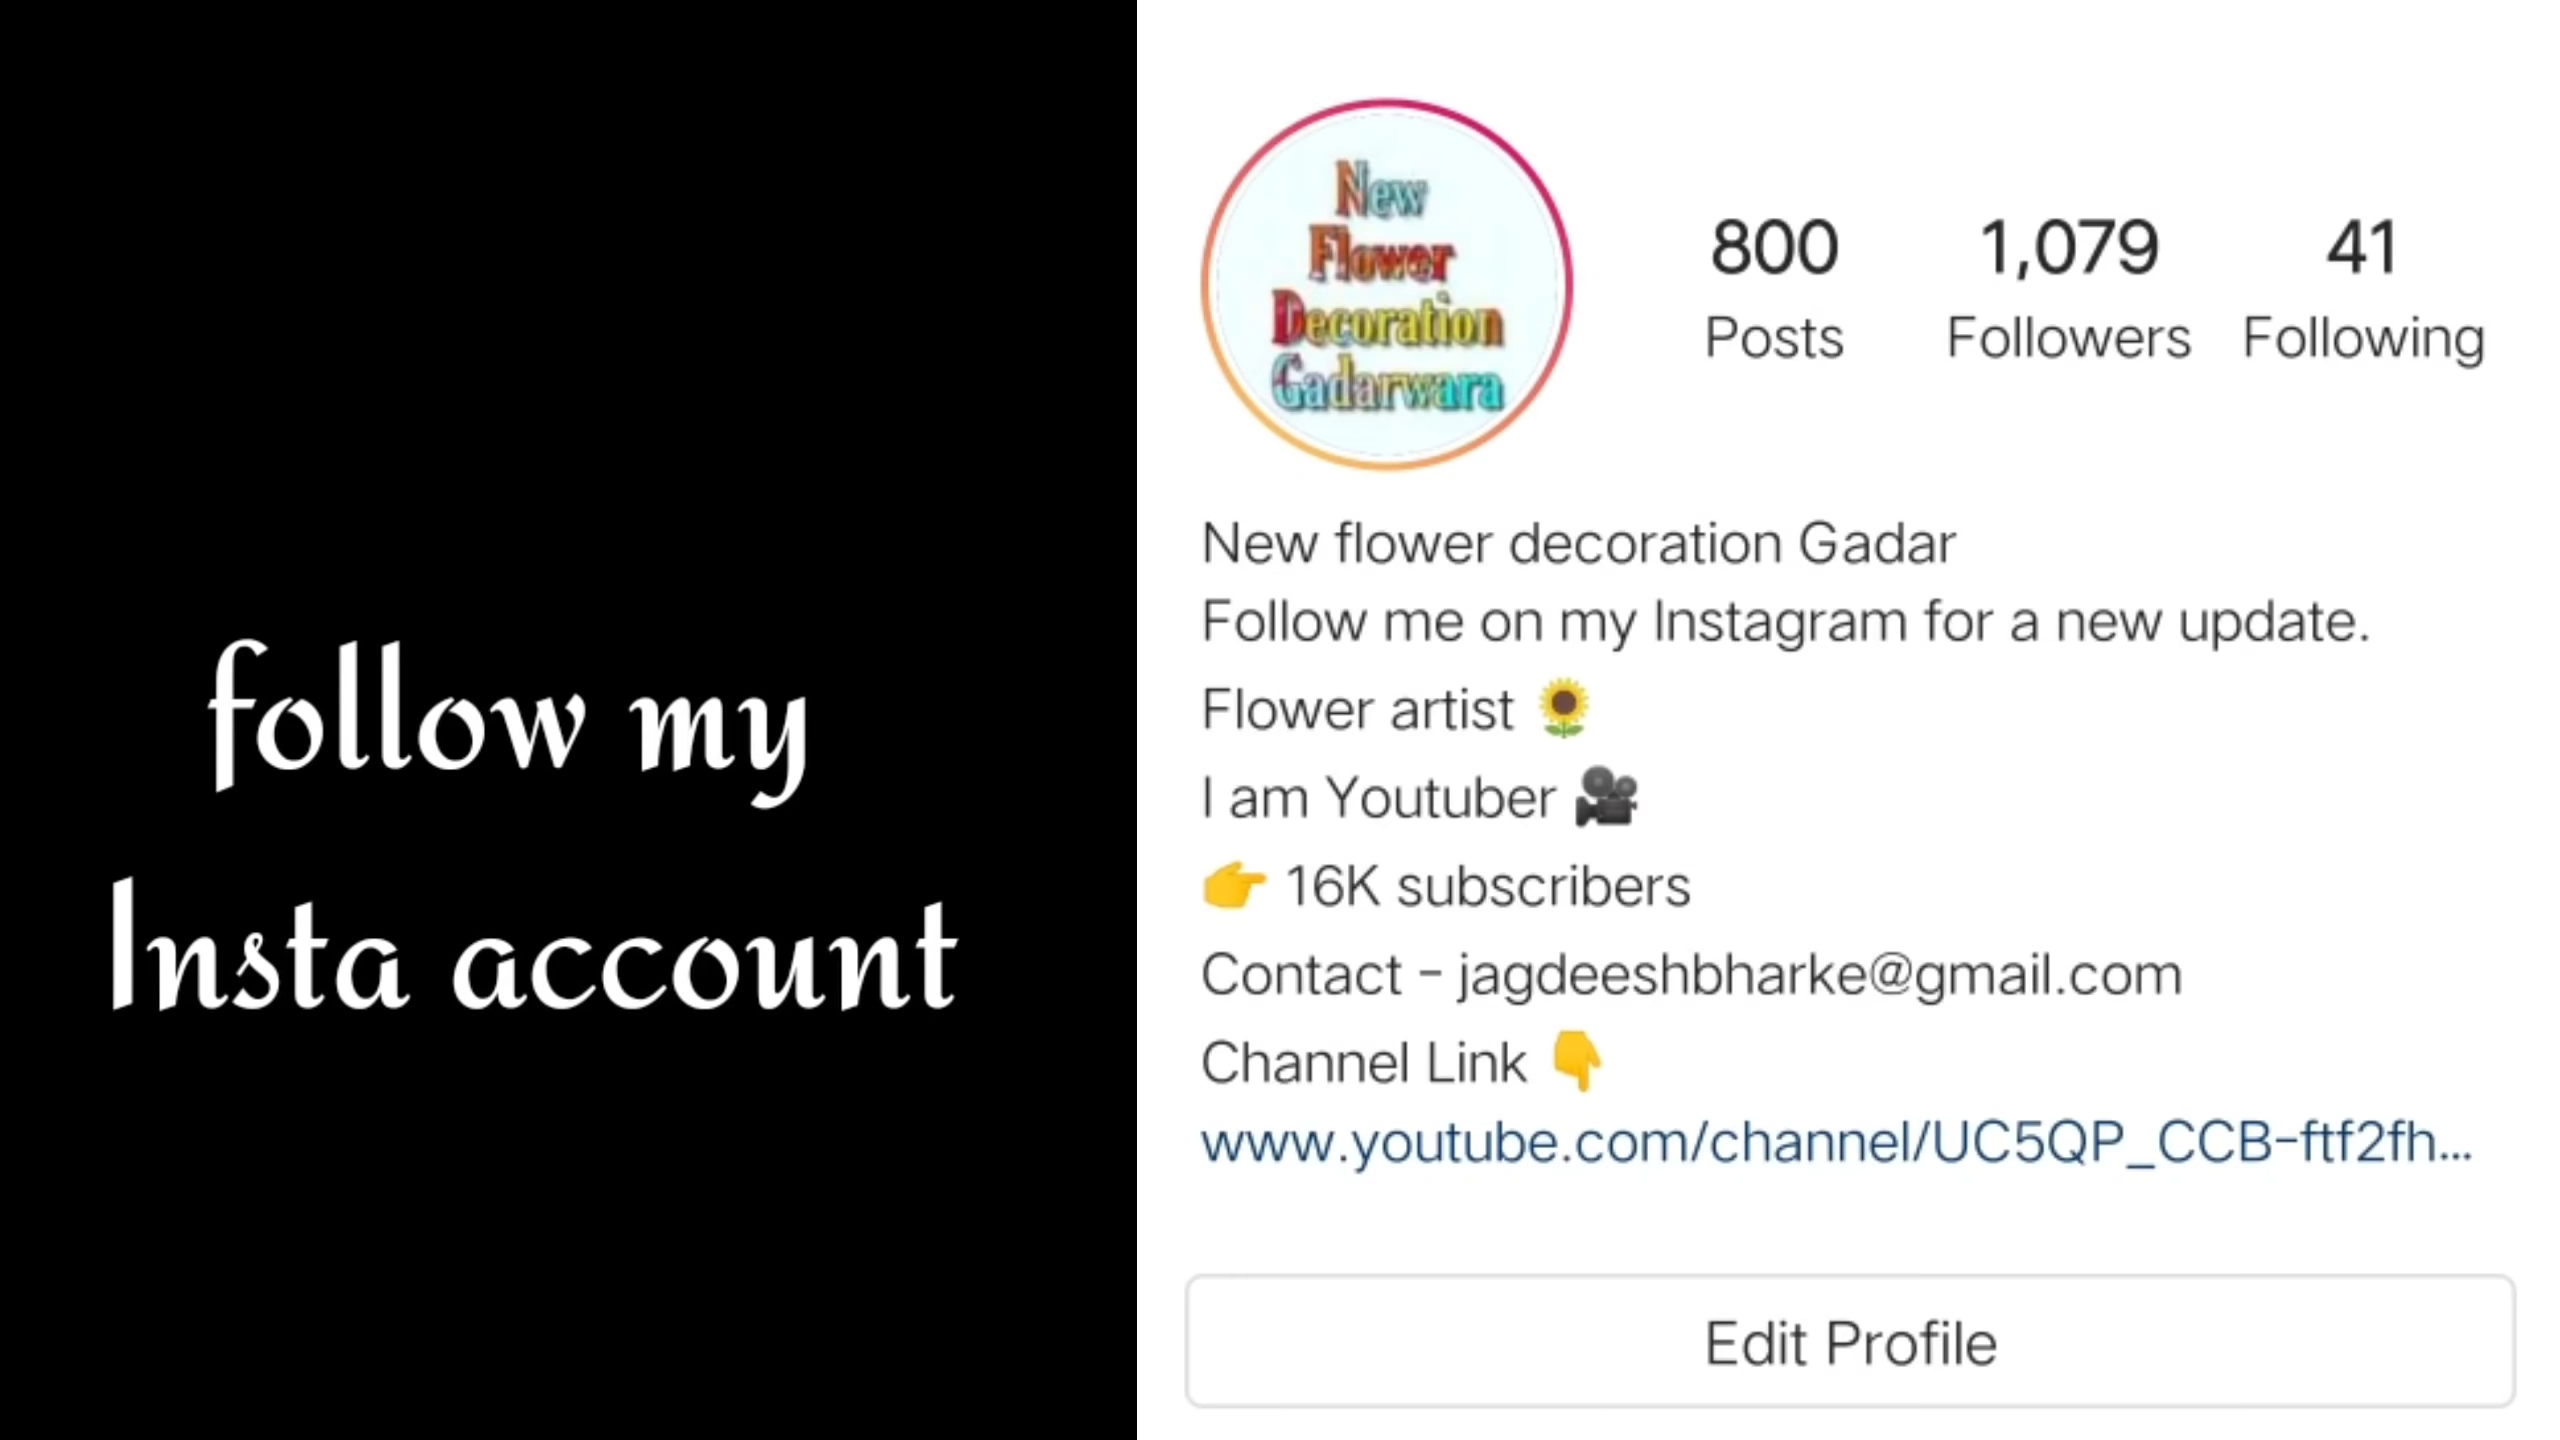 follow my
Insta account
New
Flower
Decoration
Gadarwara
800 1,079 41
Posts Followers Following
New flower decoration Gadar
Follow me on my Instagram for a new update.
Flower artist 🌻
I am Youtuber 🎥
👉 16K subscribers
Contact - jagdeeshbharke@gmail.com
Channel Link 👇
www.youtube.com/channel/UC5QP_CCB-ftf2fh...
Edit Profile